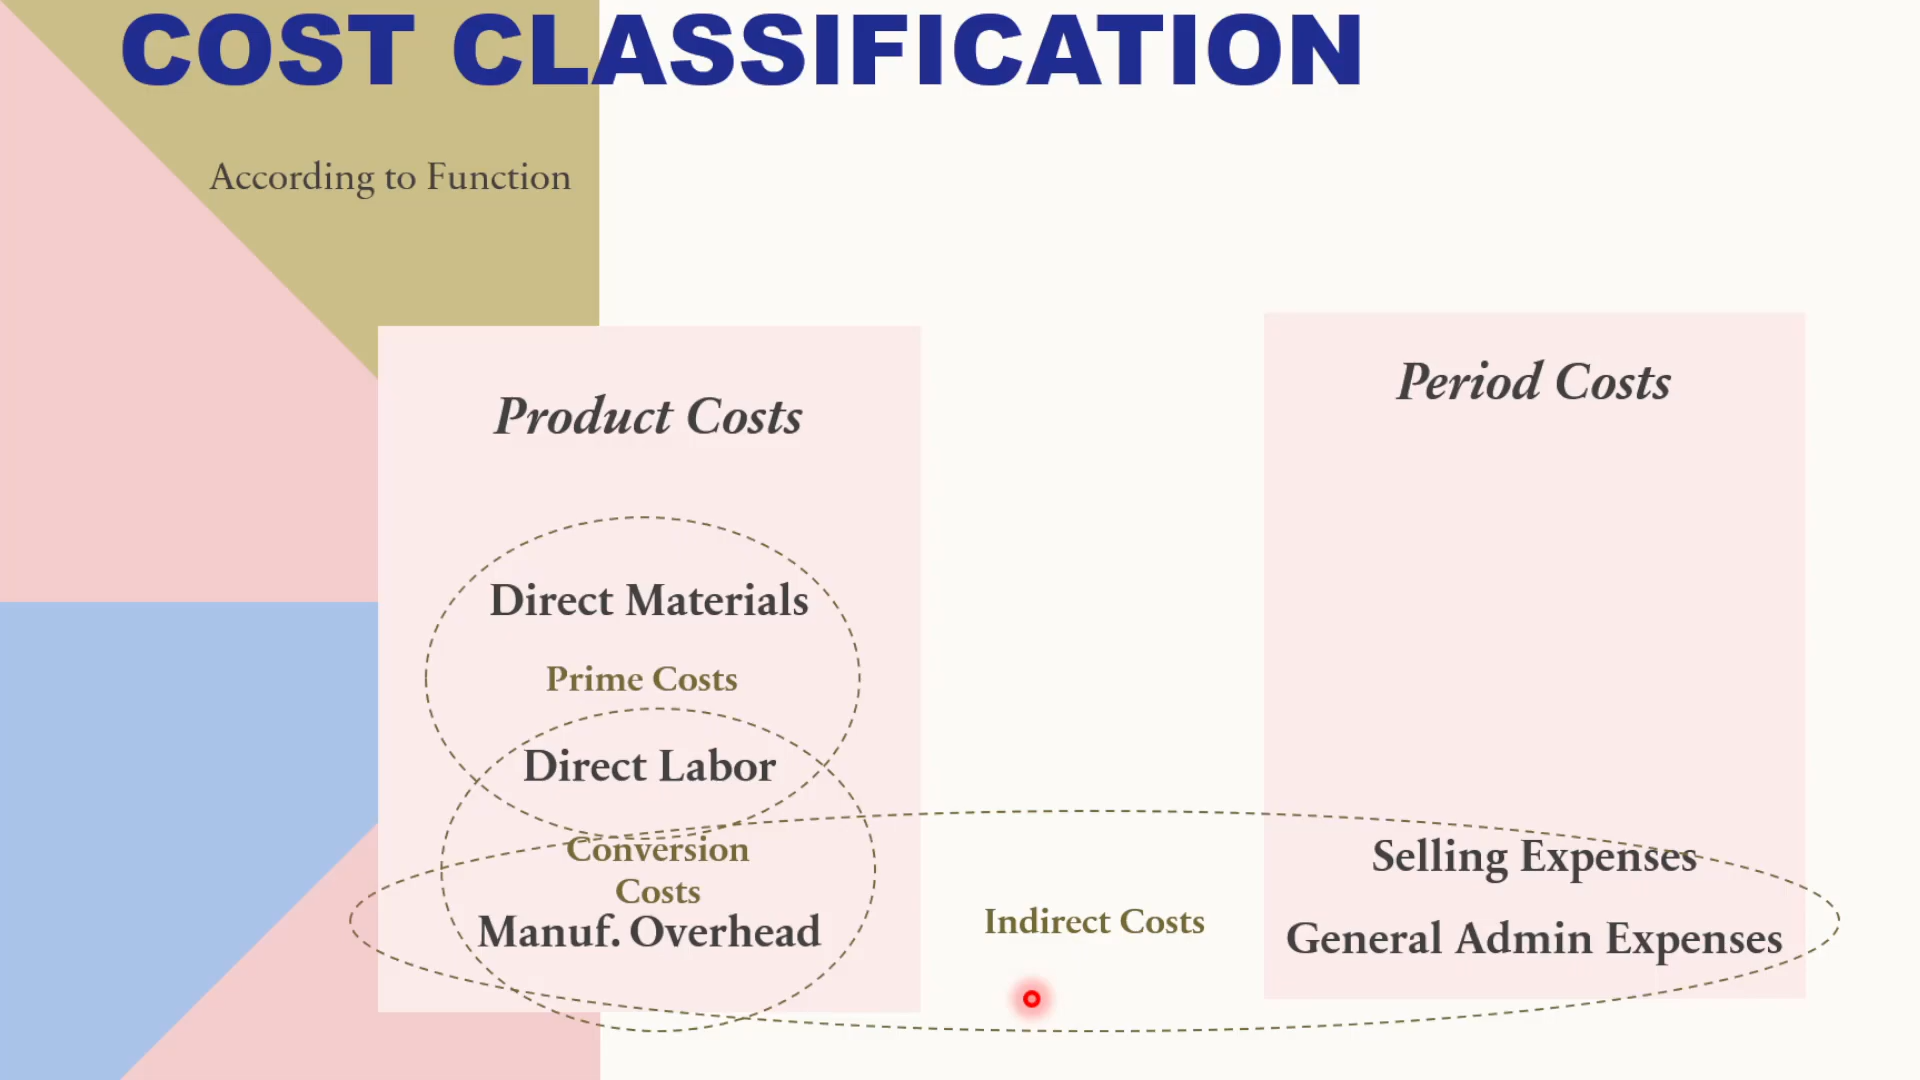 COST CLASSIFICATION
According to Function
Product Costs
Direct Materials
Prime Costs
Direct Labor
Conversion
Costs
Manuf. Overhead
Indirect Costs
Period Costs
Selling Expenses
General Admin Expenses